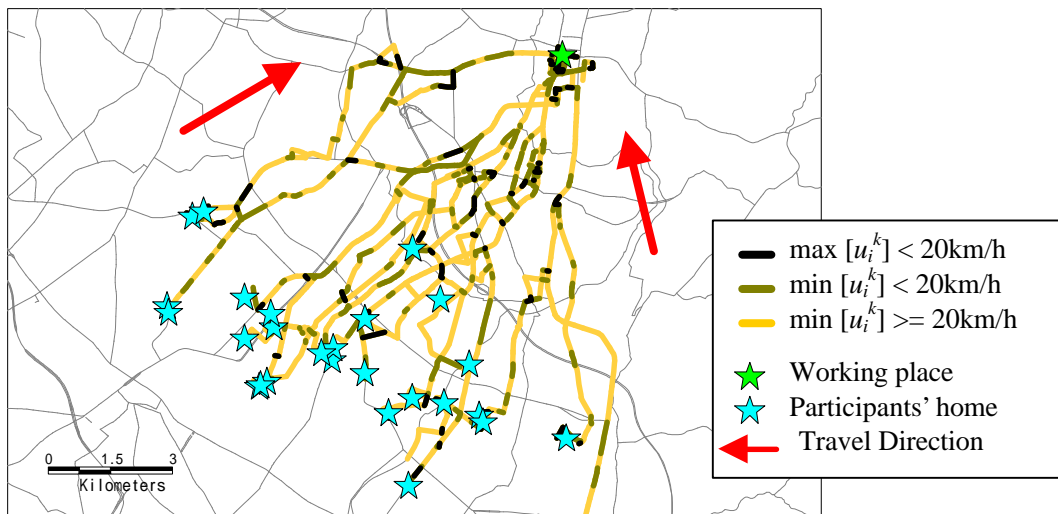 max [u_i^k] < 20km/h
min [u_i^k] < 20km/h
min [u_i^k] >= 20km/h
Working place
Participants' home
Travel Direction
0 1.5 3
Kilometers